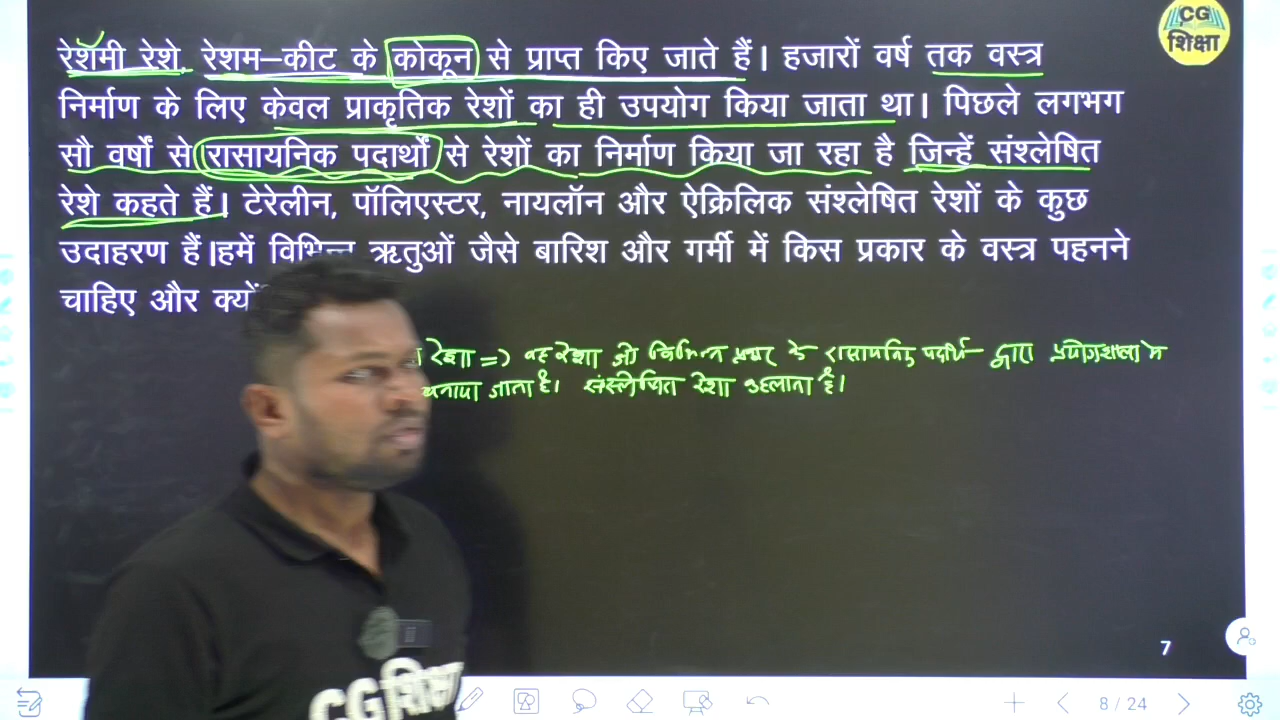 CG
शिक्षा
रेशमी रेशे, रेशम–कीट के कोकून से प्राप्त किए जाते हैं। हजारों वर्ष तक वस्त्र
निर्माण के लिए केवल प्राकृतिक रेशों का ही उपयोग किया जाता था। पिछले लगभग
सौ वर्षों से रासायनिक पदार्थों से रेशों का निर्माण किया जा रहा है जिन्हें संश्लेषित
रेशे कहते हैं। टेरेलीन, पॉलिएस्टर, नायलॉन और ऐक्रिलिक संश्लेषित रेशों के कुछ
उदाहरण हैं।हमें विभिन्न ऋतुओं जैसे बारिश और गर्मी में किस प्रकार के वस्त्र पहनने
चाहिए और क्यों
रेशा => वह रेशा जो विभिन्न प्रकार के रासायनिक पदार्थ द्वारा प्रयोगशाला में
बनाया जाता है। संस्लेषित रेशा कहलाता है।
CG शिक्षा
7
8 / 24